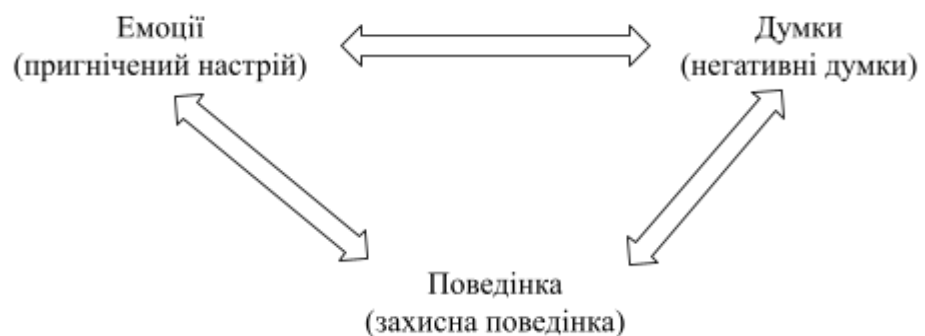 Емоції
(пригнічений настрій)
Думки
(негативні думки)
Поведінка
(захисна поведінка)